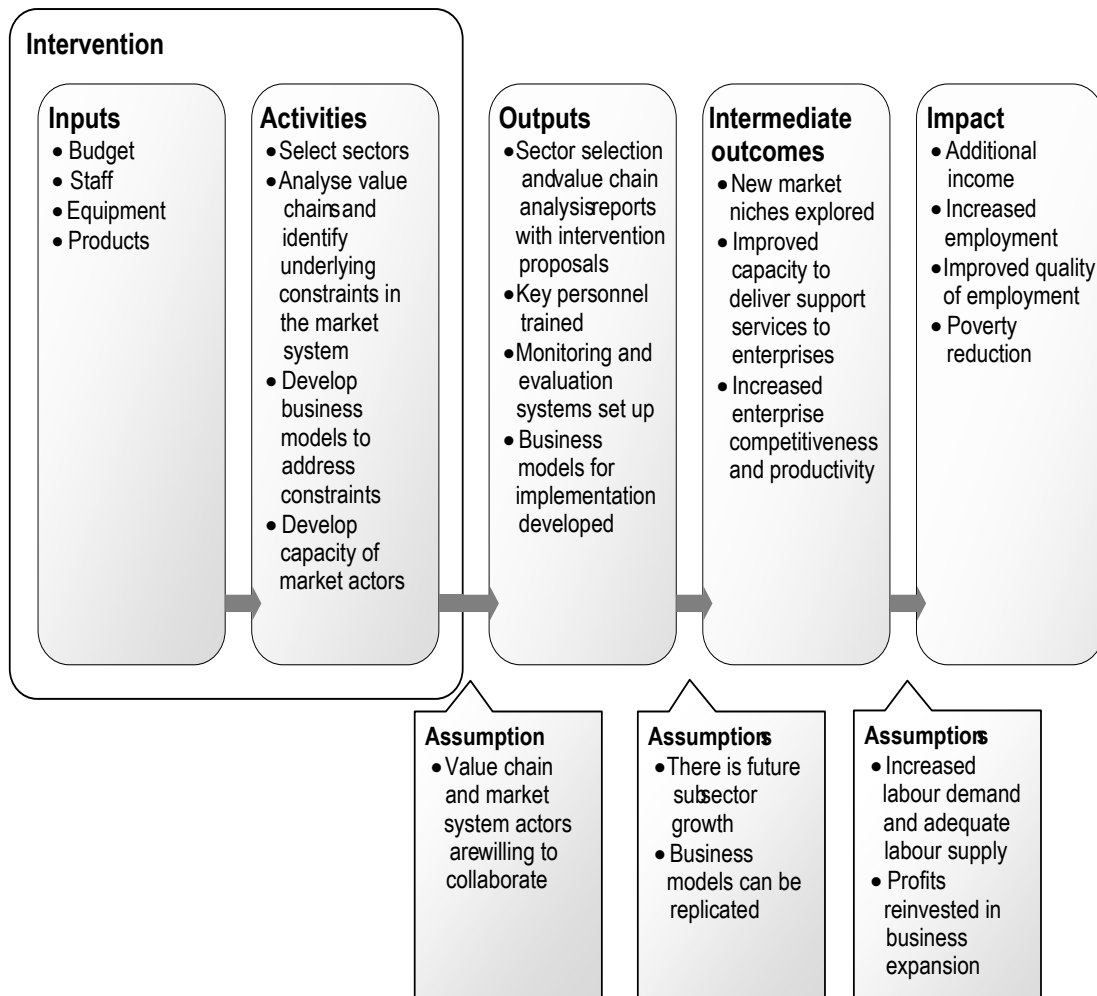 Intervention
Inputs
• Budget
• Staff
• Equipment
• Products
Activities
• Select sectors
• Analyse value
chains and
identify
underlying
constraints in
the market
system
• Develop
business
models to
address
constraints
• Develop
capacity of
market actors
Outputs
• Sector selection
andvalue chain
analysisreports
with intervention
proposals
• Key personnel
trained
• Monitoring and
evaluation
systems set up
• Business
models for
implementation
developed
Intermediate
outcomes
• New market
niches explored
• Improved
capacity to
deliver support
services to
enterprises
• Increased
enterprise
competitiveness
and productivity
Impact
• Additional
income
• Increased
employment
• Improved quality
of employment
• Poverty
reduction
Assumption
• Value chain
and market
system actors
arewilling to
collaborate
Assumptions
• There is future
subsector
growth
• Business
models can be
replicated
Assumptions
• Increased
labour demand
and adequate
labour supply
• Profits
reinvested in
business
expansion